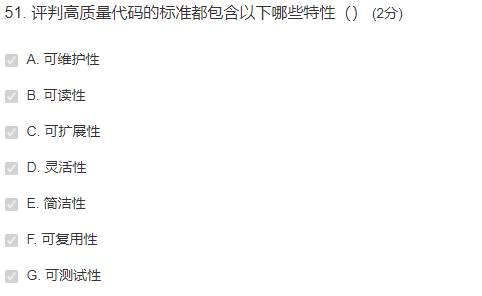 51. 评判高质量代码的标准都包含以下哪些特性（） (2分)
A. 可维护性
B. 可读性
C. 可扩展性
D. 灵活性
E. 简洁性
F. 可复用性
G. 可测试性